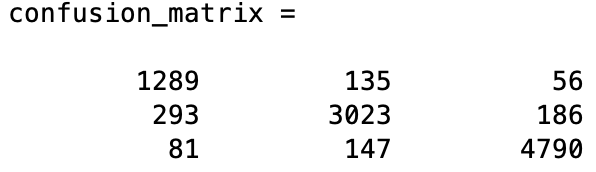 confusion_matrix =
1289 135 56
293 3023 186
81 147 4790